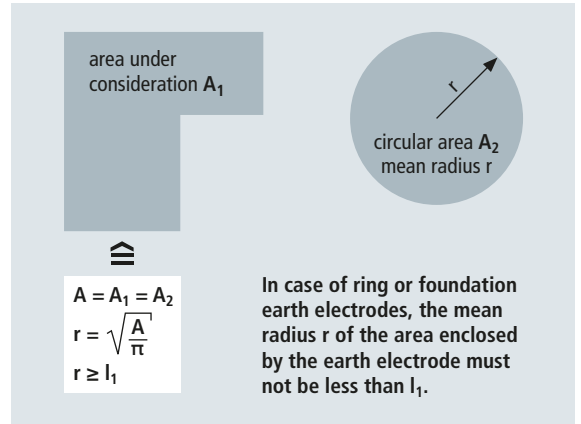 area under
consideration A₁
r
circular area A₂
mean radius r
≙
A = A₁ = A₂
r = √(A/π)
r ≥ l₁
In case of ring or foundation
earth electrodes, the mean
radius r of the area enclosed
by the earth electrode must
not be less than l₁.